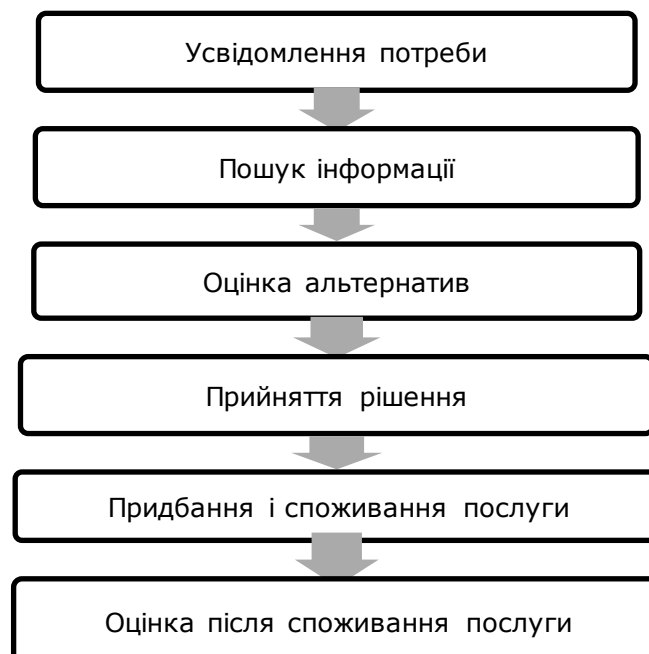 Усвідомлення потреби
Пошук інформації
Оцінка альтернатив
Прийняття рішення
Придбання і споживання послуги
Оцінка після споживання послуги